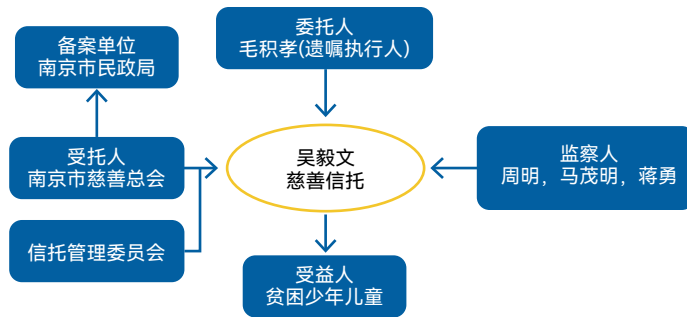 委托人
毛积孝(遗嘱执行人)
备案单位
南京市民政局
受托人
南京市慈善总会
吴毅文
慈善信托
监察人
周明，马茂明，蒋勇
信托管理委员会
受益人
贫困少年儿童